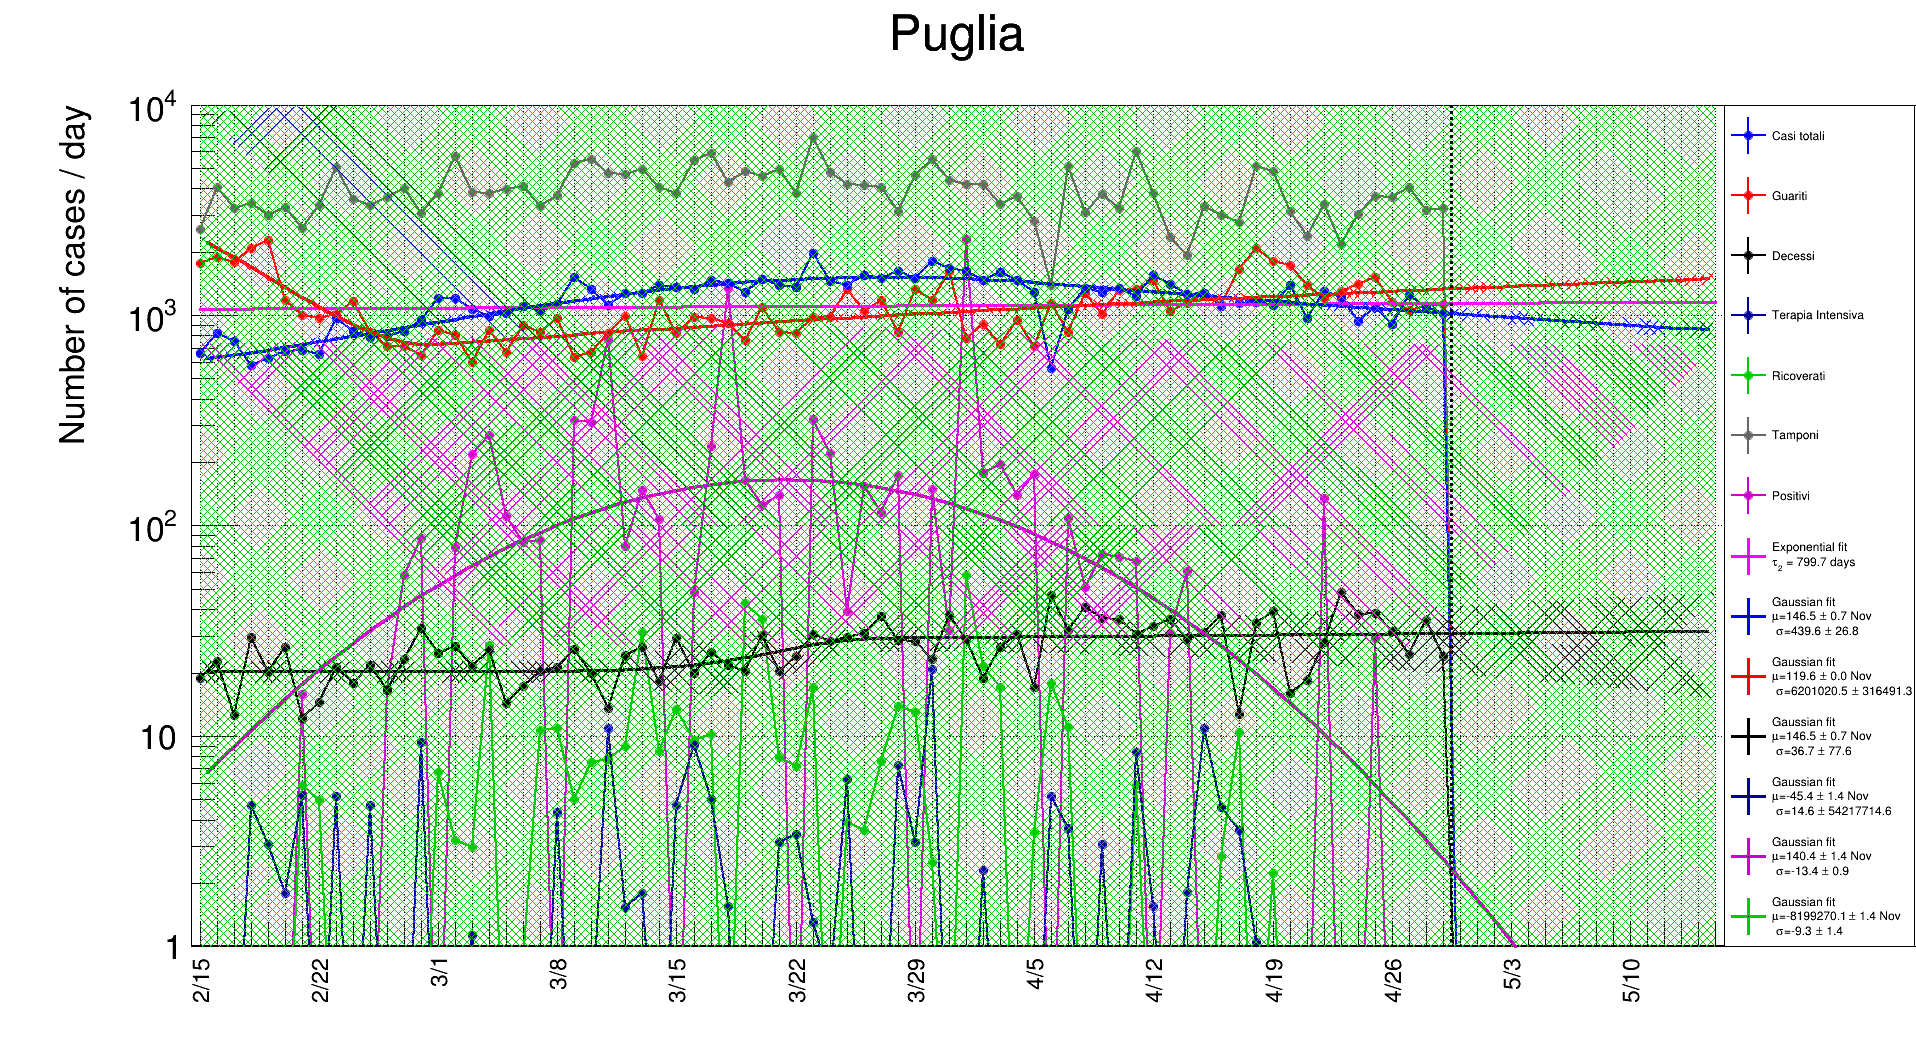 Puglia
Number of cases / day
10^4
10^3
10^2
10
1
2/15
2/22
3/1
3/8
3/15
3/22
3/29
4/5
4/12
4/19
4/26
5/3
5/10
Casi totali
Guariti
Decessi
Terapia Intensiva
Ricoverati
Tamponi
Positivi
Exponential fit
τ₂ = 799.7 days
Gaussian fit
μ=146.5 ± 0.7 Nov
σ=439.6 ± 26.8
Gaussian fit
μ=119.6 ± 0.0 Nov
σ=6201020.5 ± 316491.3
Gaussian fit
μ=146.5 ± 0.7 Nov
σ=36.7 ± 77.6
Gaussian fit
μ=-45.4 ± 1.4 Nov
σ=14.6 ± 54217714.6
Gaussian fit
μ=140.4 ± 1.4 Nov
σ=-13.4 ± 0.9
Gaussian fit
μ=-8199270.1 ± 1.4 Nov
σ=-9.3 ± 1.4